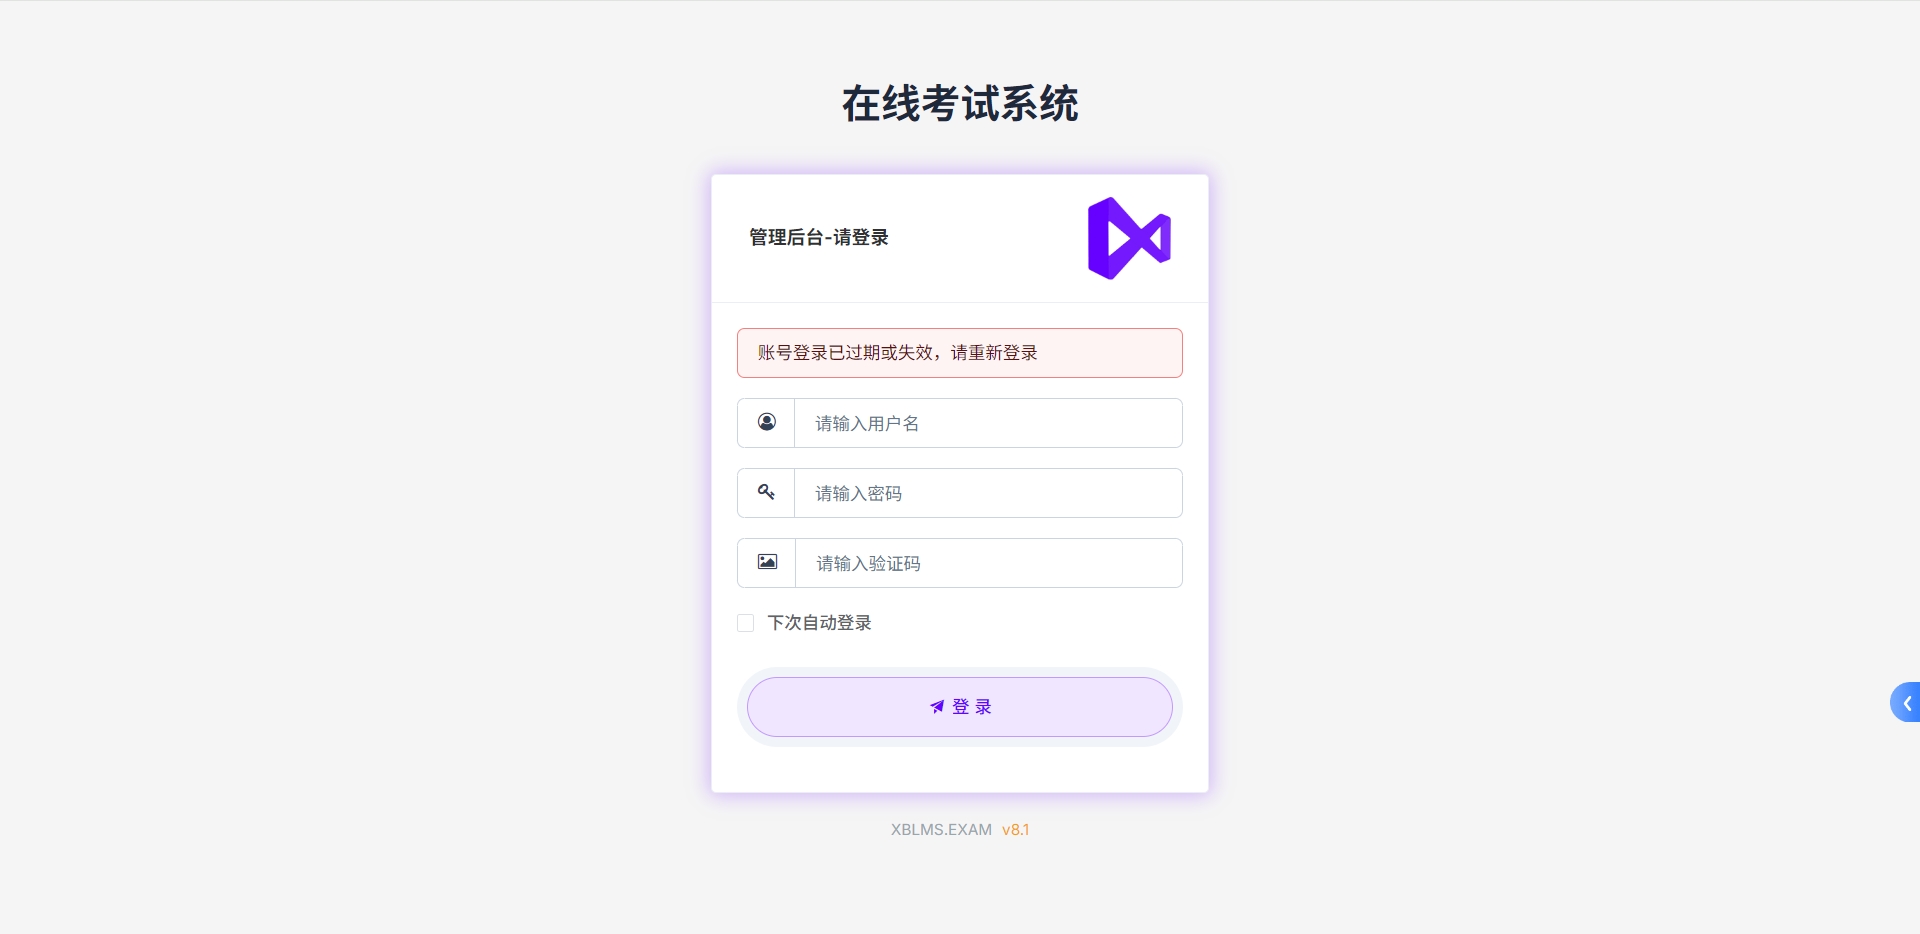 在线考试系统
管理后台-请登录
账号登录已过期或失效，请重新登录
请输入用户名
请输入密码
请输入验证码
下次自动登录
登 录
XBLMS.EXAM v8.1